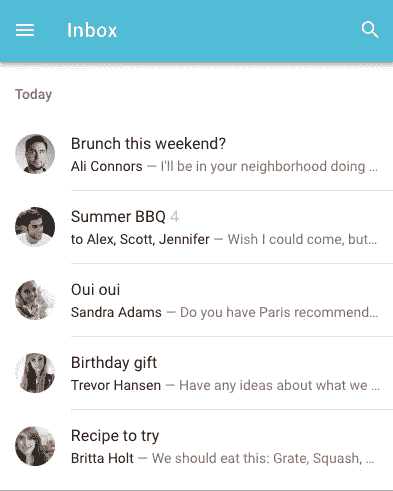 Inbox
Today
Brunch this weekend?
Ali Connors — I'll be in your neighborhood doing ...
Summer BBQ 4
to Alex, Scott, Jennifer — Wish I could come, but...
Oui oui
Sandra Adams — Do you have Paris recommend...
Birthday gift
Trevor Hansen — Have any ideas about what we ...
Recipe to try
Britta Holt — We should eat this: Grate, Squash, ...